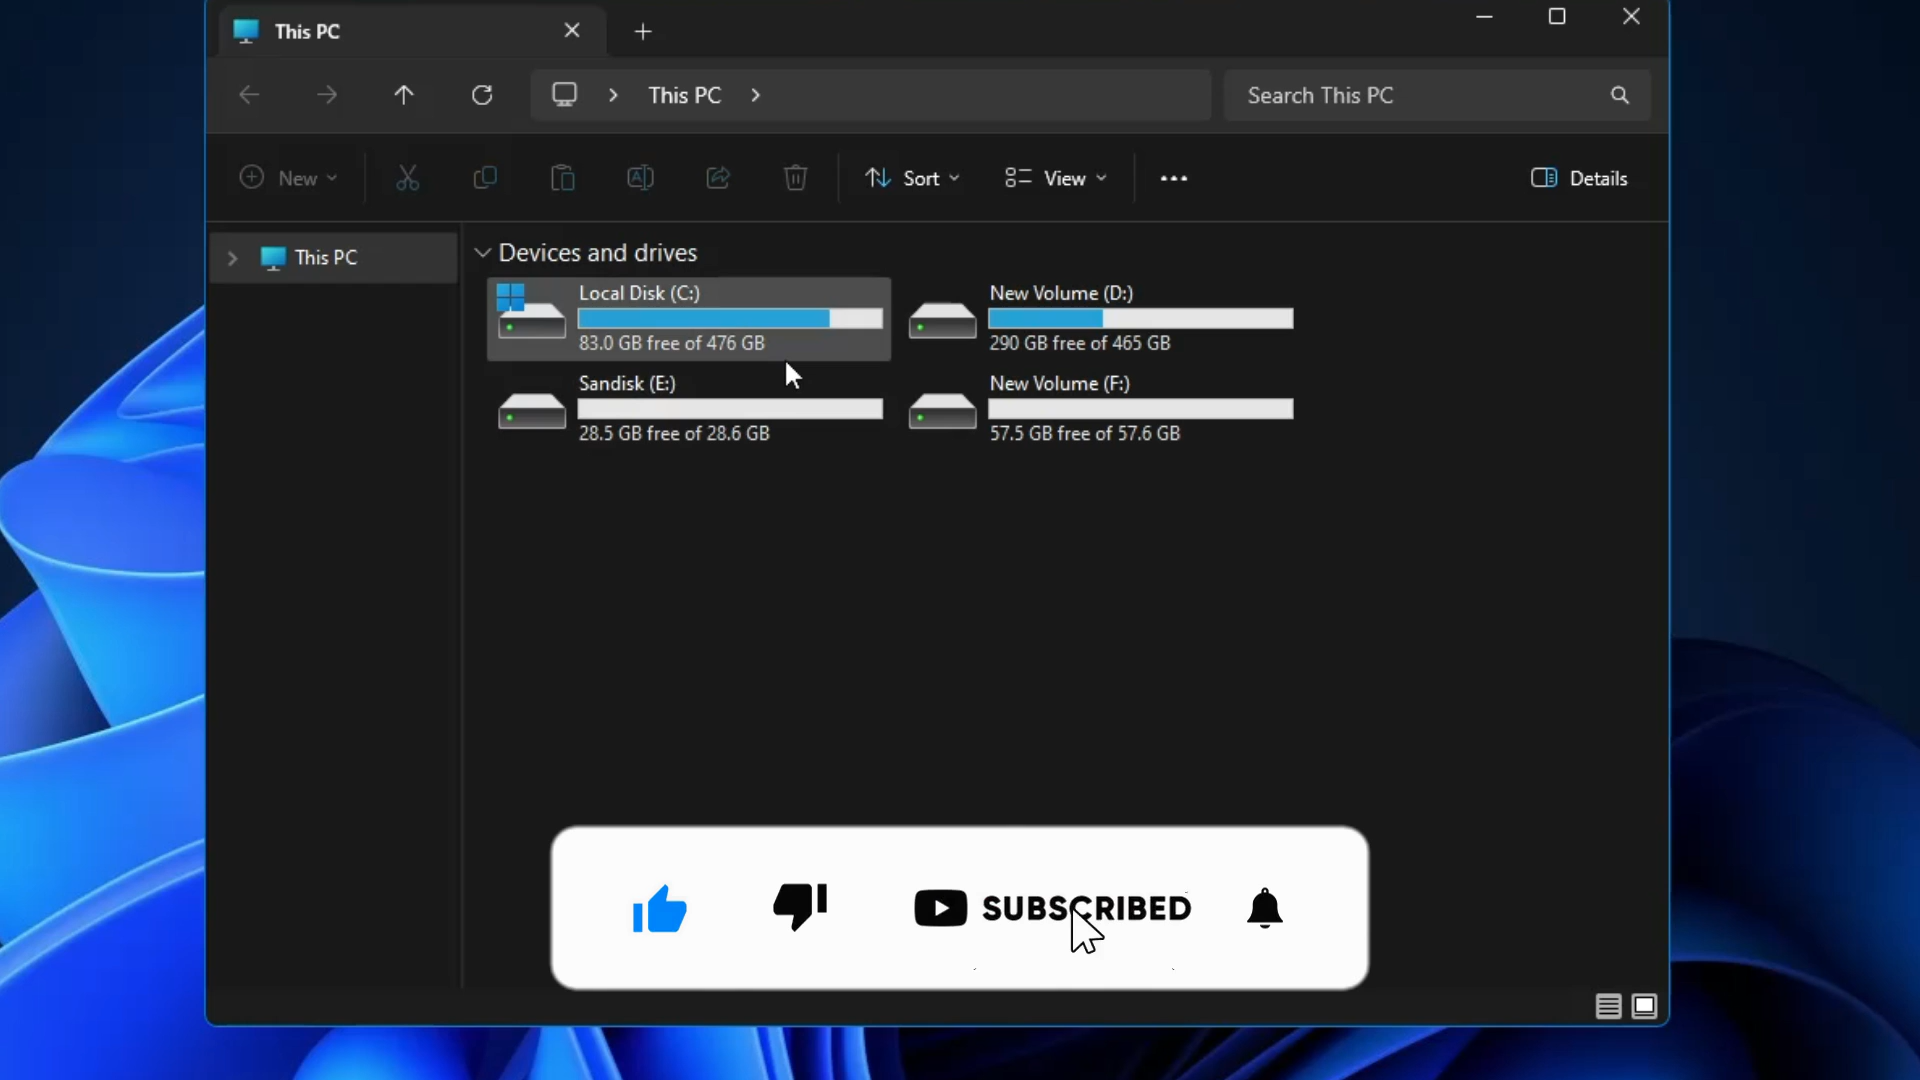 This PC
This PC
Search This PC
New
Sort
View
Details
This PC
Devices and drives
Local Disk (C:)
83.0 GB free of 476 GB
New Volume (D:)
290 GB free of 465 GB
Sandisk (E:)
28.5 GB free of 28.6 GB
New Volume (F:)
57.5 GB free of 57.6 GB
SUBSCRIBED